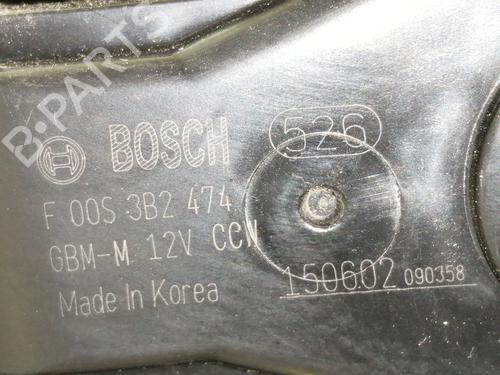 B-PARTS
BOSCH 526
F 00S 3B2 474
GBM-M 12V CCW
150602 090358
Made In Korea